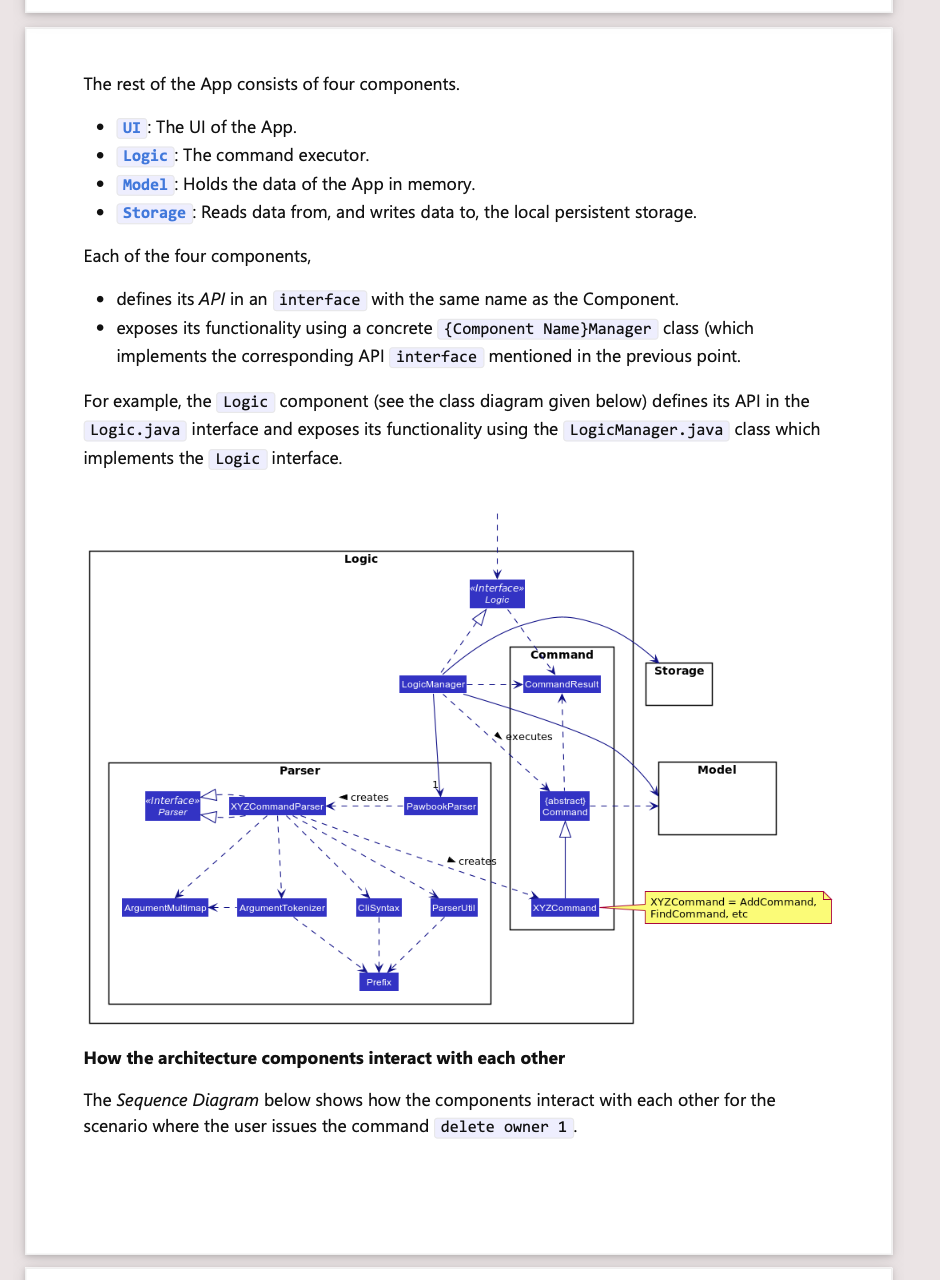 The rest of the App consists of four components.
• UI : The UI of the App.
• Logic : The command executor.
• Model : Holds the data of the App in memory.
• Storage : Reads data from, and writes data to, the local persistent storage.
Each of the four components,
• defines its API in an interface with the same name as the Component.
• exposes its functionality using a concrete {Component Name}Manager class (which
implements the corresponding API interface mentioned in the previous point.
For example, the Logic component (see the class diagram given below) defines its API in the
Logic.java interface and exposes its functionality using the LogicManager.java class which
implements the Logic interface.
Logic
«Interface»
Logic
Command
LogicManager
CommandResult
Storage
executes
Parser
Model
1
«Interface»
Parser
XYZCommandParser
creates
PawbookParser
{abstract}
Command
creates
ArgumentMultimap
ArgumentTokenizer
CliSyntax
ParserUtil
XYZCommand
XYZCommand = AddCommand,
FindCommand, etc
Prefix
How the architecture components interact with each other
The Sequence Diagram below shows how the components interact with each other for the
scenario where the user issues the command delete owner 1 .